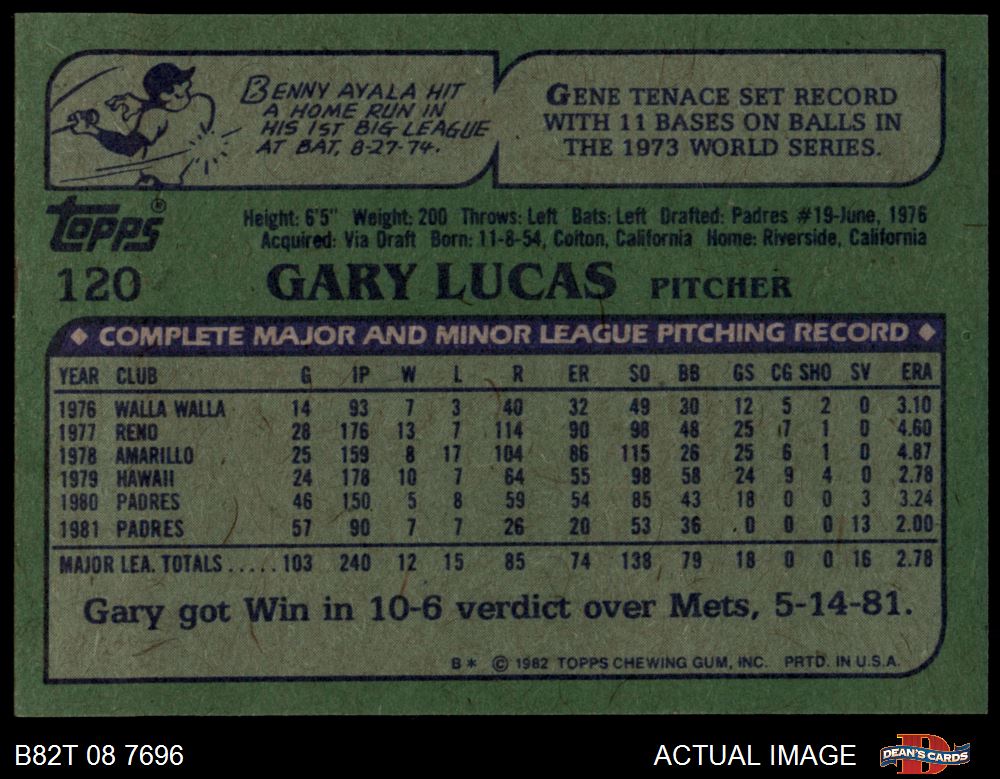 BENNY AYALA HIT
A HOME RUN IN
HIS 1ST BIG LEAGUE
AT BAT, 8-27-74.
GENE TENACE SET RECORD
WITH 11 BASES ON BALLS IN
THE 1973 WORLD SERIES.
TOPPS®
Height: 6'5" Weight: 200 Throws: Left Bats: Left Drafted: Padres #19-June, 1976
Acquired: Via Draft Born: 11-8-54, Colton, California Home: Riverside, California
120 GARY LUCAS PITCHER
◆ COMPLETE MAJOR AND MINOR LEAGUE PITCHING RECORD ◆
YEAR CLUB G IP W L R ER SO BB GS CG SHO SV ERA
1976 WALLA WALLA 14 93 7 3 40 32 49 30 12 5 2 0 3.10
1977 RENO 28 176 13 7 114 90 98 48 25 7 1 0 4.60
1978 AMARILLO 25 159 8 17 104 86 115 26 25 6 1 0 4.87
1979 HAWAII 24 178 10 7 64 55 98 58 24 9 4 0 2.78
1980 PADRES 46 150 5 8 59 54 85 43 18 0 0 3 3.24
1981 PADRES 57 90 7 7 26 20 53 36 0 0 0 13 2.00
MAJOR LEA. TOTALS.....103 240 12 15 85 74 138 79 18 0 0 16 2.78
Gary got Win in 10-6 verdict over Mets, 5-14-81.
B* © 1982 TOPPS CHEWING GUM, INC. PRTD. IN U.S.A.
B82T 08 7696
ACTUAL IMAGE
DEAN'S CARDS